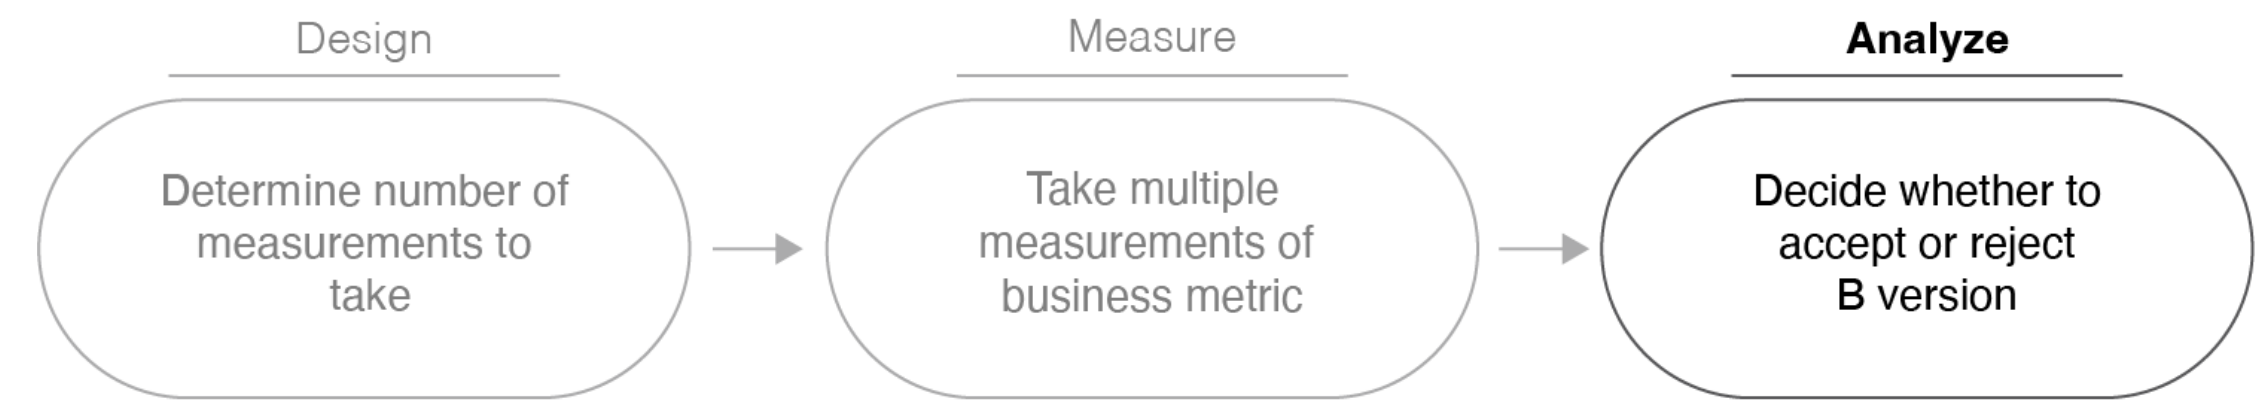 Design
Determine number of
measurements to
take
Measure
Take multiple
measurements of
business metric
Analyze
Decide whether to
accept or reject
B version